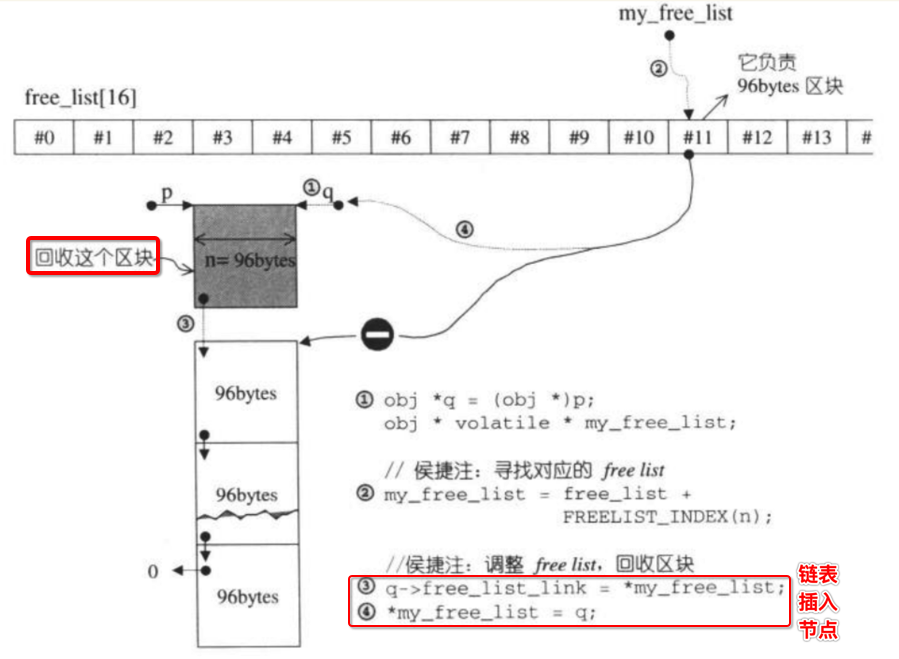 my_free_list
②
它负责
96bytes 区块
free_list[16]
#0 #1 #2 #3 #4 #5 #6 #7 #8 #9 #10 #11 #12 #13 #
p
① q
④
回收这个区块
n= 96bytes
③
96bytes
96bytes
0
96bytes
① obj *q = (obj *)p;
obj * volatile * my_free_list;
// 侯捷注：寻找对应的 free list
② my_free_list = free_list +
FREELIST_INDEX(n);
//侯捷注：调整 free list，回收区块
③ q->free_list_link = *my_free_list;
④ *my_free_list = q;
链表
插入
节点